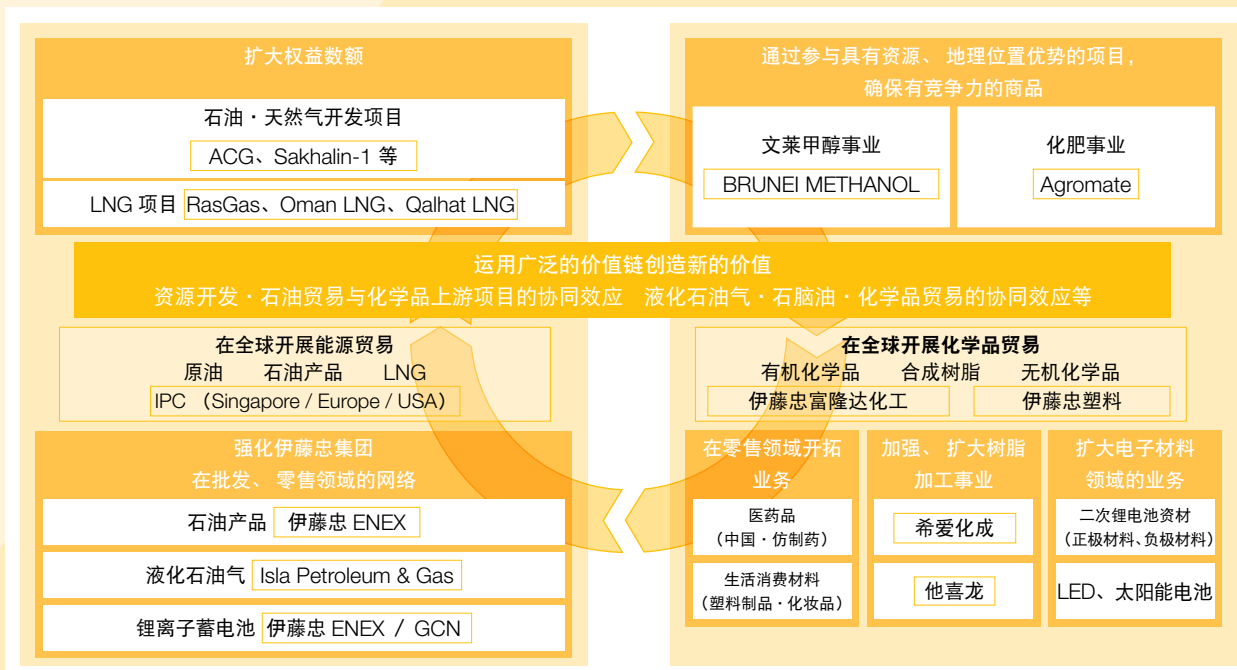 扩大权益数额
石油·天然气开发项目
ACG、Sakhalin-1 等
LNG 项目 RasGas、Oman LNG、Qalhat LNG
通过参与具有资源、地理位置优势的项目，
确保有竞争力的商品
文莱甲醇事业
BRUNEI METHANOL
化肥事业
Agromate
运用广泛的价值链创造新的价值
资源开发·石油贸易与化学品上游项目的协同效应 液化石油气·石脑油·化学品贸易的协同效应等
在全球开展能源贸易
原油 石油产品 LNG
IPC （Singapore / Europe / USA）
在全球开展化学品贸易
有机化学品 合成树脂 无机化学品
伊藤忠富隆达化工 伊藤忠塑料
强化伊藤忠集团
在批发、零售领域的网络
石油产品 伊藤忠 ENEX
液化石油气 Isla Petroleum & Gas
锂离子蓄电池 伊藤忠 ENEX / GCN
在零售领域开拓
业务
医药品
（中国·仿制药）
生活消费材料
（塑料制品·化妆品）
加强、扩大树脂
加工事业
希爱化成
他喜龙
扩大电子材料
领域的业务
二次锂电池资材
（正极材料、负极材料）
LED、太阳能电池